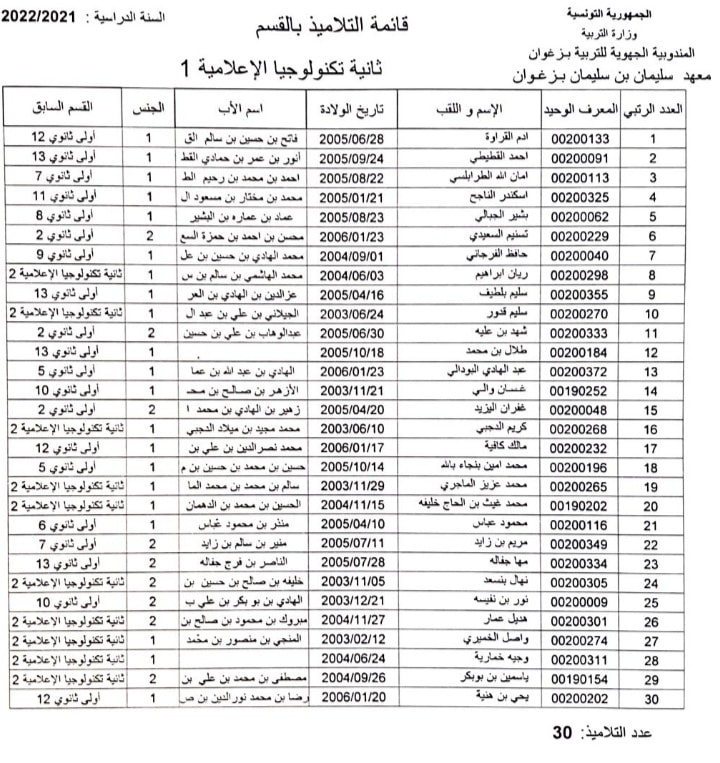 الجمهورية التونسية
وزارة التربية
المندوبية الجهوية للتربية بـزغوان
معهد سليمان بن سليمان بـزغوان
قائمة التلاميذ بالقسم
ثانية تكنولوجيا الإعلامية 1
السنة الدراسية : 2022/2021
العدد الرتبي المعرف الوحيد الإسم و اللقب تاريخ الولادة اسم الأب الجنس القسم السابق
1 00200133 ادم القراوة 2005/06/28 فاتح بن حسين بن سالم الق 1 أولى ثانوي 12
2 00200091 احمد القطيطي 2005/09/24 أنور بن عمر بن حمادي القط 1 أولى ثانوي 13
3 00200113 امان الله الطرابلسي 2005/08/22 احمد بن محمد بن رحيم الط 1 أولى ثانوي 7
4 00200325 اسكندر الناجح 2005/01/21 محمد بن مختار بن مسعود ال 1 أولى ثانوي 11
5 00200062 بشير الجبالي 2005/08/23 عماد بن عماره بن البشير 1 أولى ثانوي 8
6 00200229 تسنيم السعيدي 2006/01/23 محسن بن احمد بن حمزة السع 2 أولى ثانوي 2
7 00200040 حافظ الفرجاني 2004/09/01 محمد الهادي بن حسين بن عل 1 أولى ثانوي 9
8 00200298 ريان ابراهيم 2004/06/03 محمد الهاشمي بن سالم بن س 1 ثانية تكنولوجيا الإعلامية 2
9 00200355 سليم بلطيف 2005/04/16 عزالدين بن الهادي بن العر 1 أولى ثانوي 13
10 00200270 سليم قدور 2003/06/24 الجيلاني بن علي بن عبد ال 1 ثانية تكنولوجيا الإعلامية 2
11 00200333 شهد بن عليه 2005/06/30 عبدالوهاب بن علي بن حسين 2 أولى ثانوي 2
12 00200184 طلال بن محمد 2005/10/18 بن 1 أولى ثانوي 13
13 00200372 عبد الهادي البودالي 2006/01/23 الهادي بن عبد الله بن عما 1 أولى ثانوي 5
14 00190252 غسان والي 2003/11/21 الأزهر بن صالح بن محـ 1 أولى ثانوي 10
15 00200048 غفران اليزيد 2005/04/20 زهير بن الهادي بن محمد ا 2 أولى ثانوي 2
16 00200268 كريم الدجبي 2003/06/10 محمد مجيد بن ميلاد الدجبي 1 ثانية تكنولوجيا الإعلامية 2
17 00200232 مالك كافية 2006/01/17 محمد نصرالدين بن علي بن 1 أولى ثانوي 12
18 00200196 محمد امين بنجاء بالله 2005/10/14 حسين بن محمد بن حسين بن م 1 أولى ثانوي 5
19 00200265 محمد عزيز الماجري 2003/11/29 سالم بن محمد بن محمد الما 1 ثانية تكنولوجيا الإعلامية 2
20 00190202 محمد غيث بن الحاج خليفه 2004/11/15 الحسين بن محمد بن الدهمان 1 ثانية تكنولوجيا الإعلامية 2
21 00200116 محمود عباس 2005/04/10 منذر بن محمود عباس 1 أولى ثانوي 6
22 00200349 مريم بن زايد 2005/07/11 منير بن سالم بن زايد 2 أولى ثانوي 7
23 00200334 مها جفاله 2005/07/28 الناصر بن فرج جفاله 2 أولى ثانوي 13
24 00200305 نهال بنسعد 2003/11/05 خليفه بن صالح بن حسين بن 2 ثانية تكنولوجيا الإعلامية 2
25 00200009 نور بن نفيسه 2003/12/21 الهادي بن بو بكر بن علي ب 2 أولى ثانوي 10
26 00200301 هديل عمار 2004/11/27 مبروك بن محمود بن صالح بن 2 ثانية تكنولوجيا الإعلامية 2
27 00200274 واصل الخميري 2003/02/12 المنجي بن منصور بن محمد 1 ثانية تكنولوجيا الإعلامية 2
28 00200311 وجيه خمارية 2004/06/24 1 ثانية تكنولوجيا الإعلامية 2
29 00190154 ياسمين بن بوبكر 2004/09/26 مصطفى بن محمد بن علي بن 2 ثانية تكنولوجيا الإعلامية 2
30 00200202 يحي بن هنية 2006/01/20 رضا بن محمد نورالدين بن ص 1 أولى ثانوي 12
عدد التلاميذ: 30